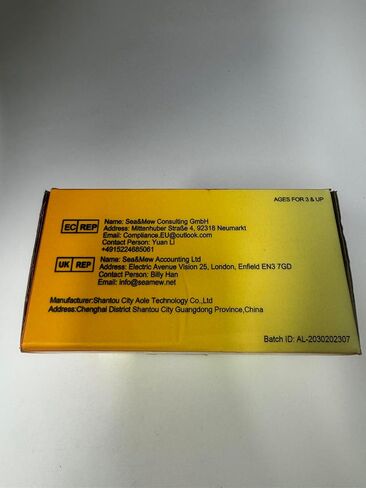 AGES FOR 3 & UP
EC REP
Name: Sea&Mew Consulting GmbH
Address: Mittenhuber Straße 4, 92318 Neumarkt
Email: Compliance.EU@outlook.com
Contact Person: Yuan Li
+4915224685061
UK REP
Name: Sea&Mew Accounting Ltd
Address: Electric Avenue Vision 25, London, Enfield EN3 7GD
Contact Person: Billy Han
Email: info@seamew.net
Manufacturer:Shantou City Aole Technology Co.,Ltd
Address:Chenghai District Shantou City Guangdong Province,China
Batch ID: AL-2030202307